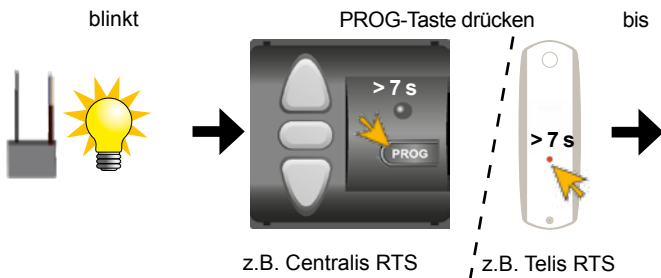 blinkt
PROG-Taste drücken
bis
> 7 s
PROG
> 7 s
z.B. Centralis RTS
z.B. Telis RTS